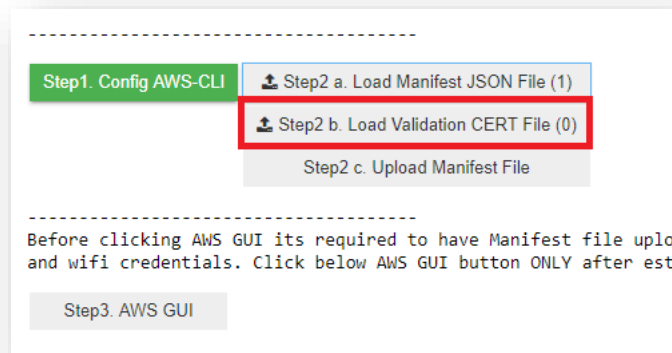 --------------------------------------
Step1. Config AWS-CLI
Step2 a. Load Manifest JSON File (1)
Step2 b. Load Validation CERT File (0)
Step2 c. Upload Manifest File
--------------------------------------
Before clicking AWS GUI its required to have Manifest file uplo
and wifi credentials. Click below AWS GUI button ONLY after est
Step3. AWS GUI